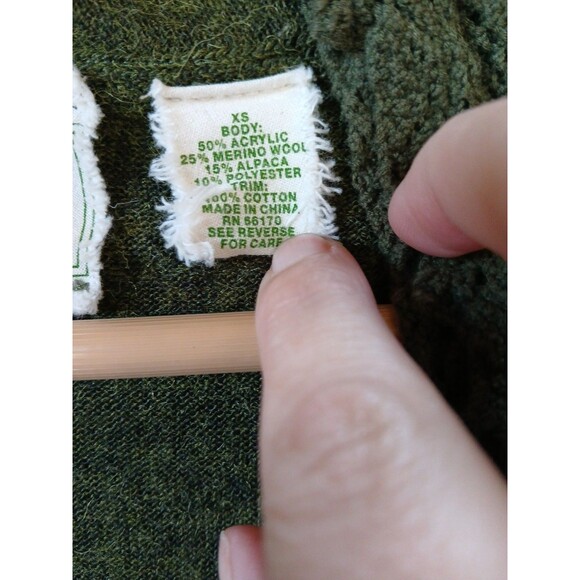 XS
BODY:
50% ACRYLIC
25% MERINO WOOL
15% ALPACA
10% POLYESTER
TRIM:
100% COTTON
MADE IN CHINA
RN 66170
SEE REVERSE
FOR CARE